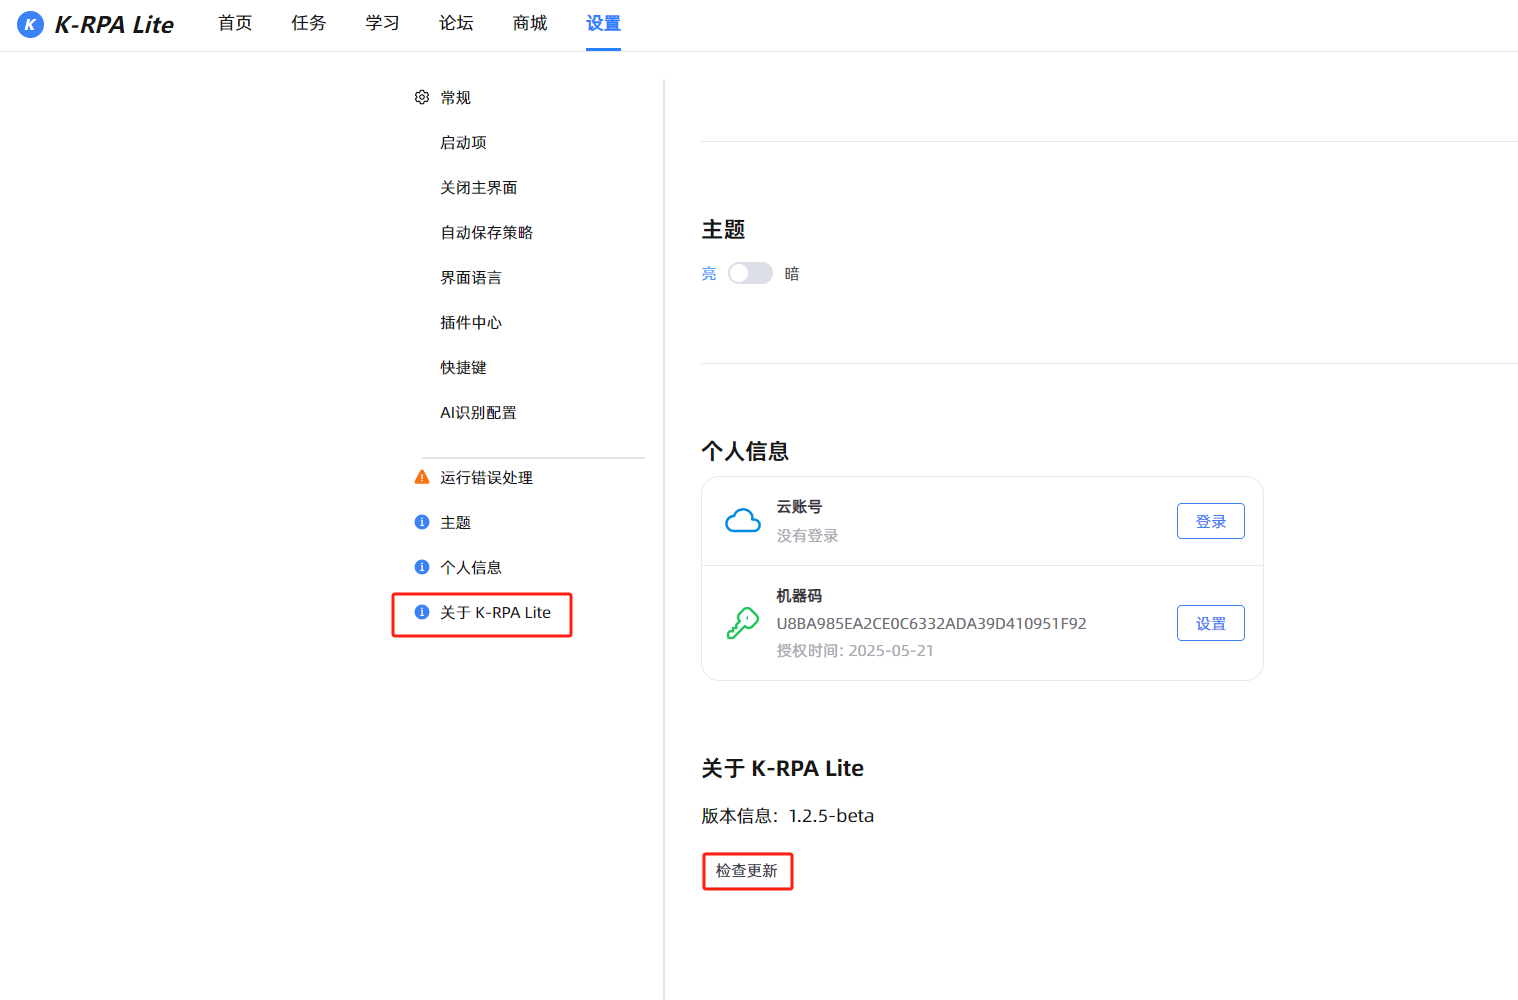 K K-RPA Lite 首页 任务 学习 论坛 商城 设置
常规
启动项
关闭主界面
自动保存策略
界面语言
插件中心
快捷键
AI识别配置
运行错误处理
主题
个人信息
关于 K-RPA Lite
主题
亮 暗
个人信息
云账号
没有登录
登录
机器码
U8BA985EA2CE0C6332ADA39D410951F92
授权时间: 2025-05-21
设置
关于 K-RPA Lite
版本信息：1.2.5-beta
检查更新